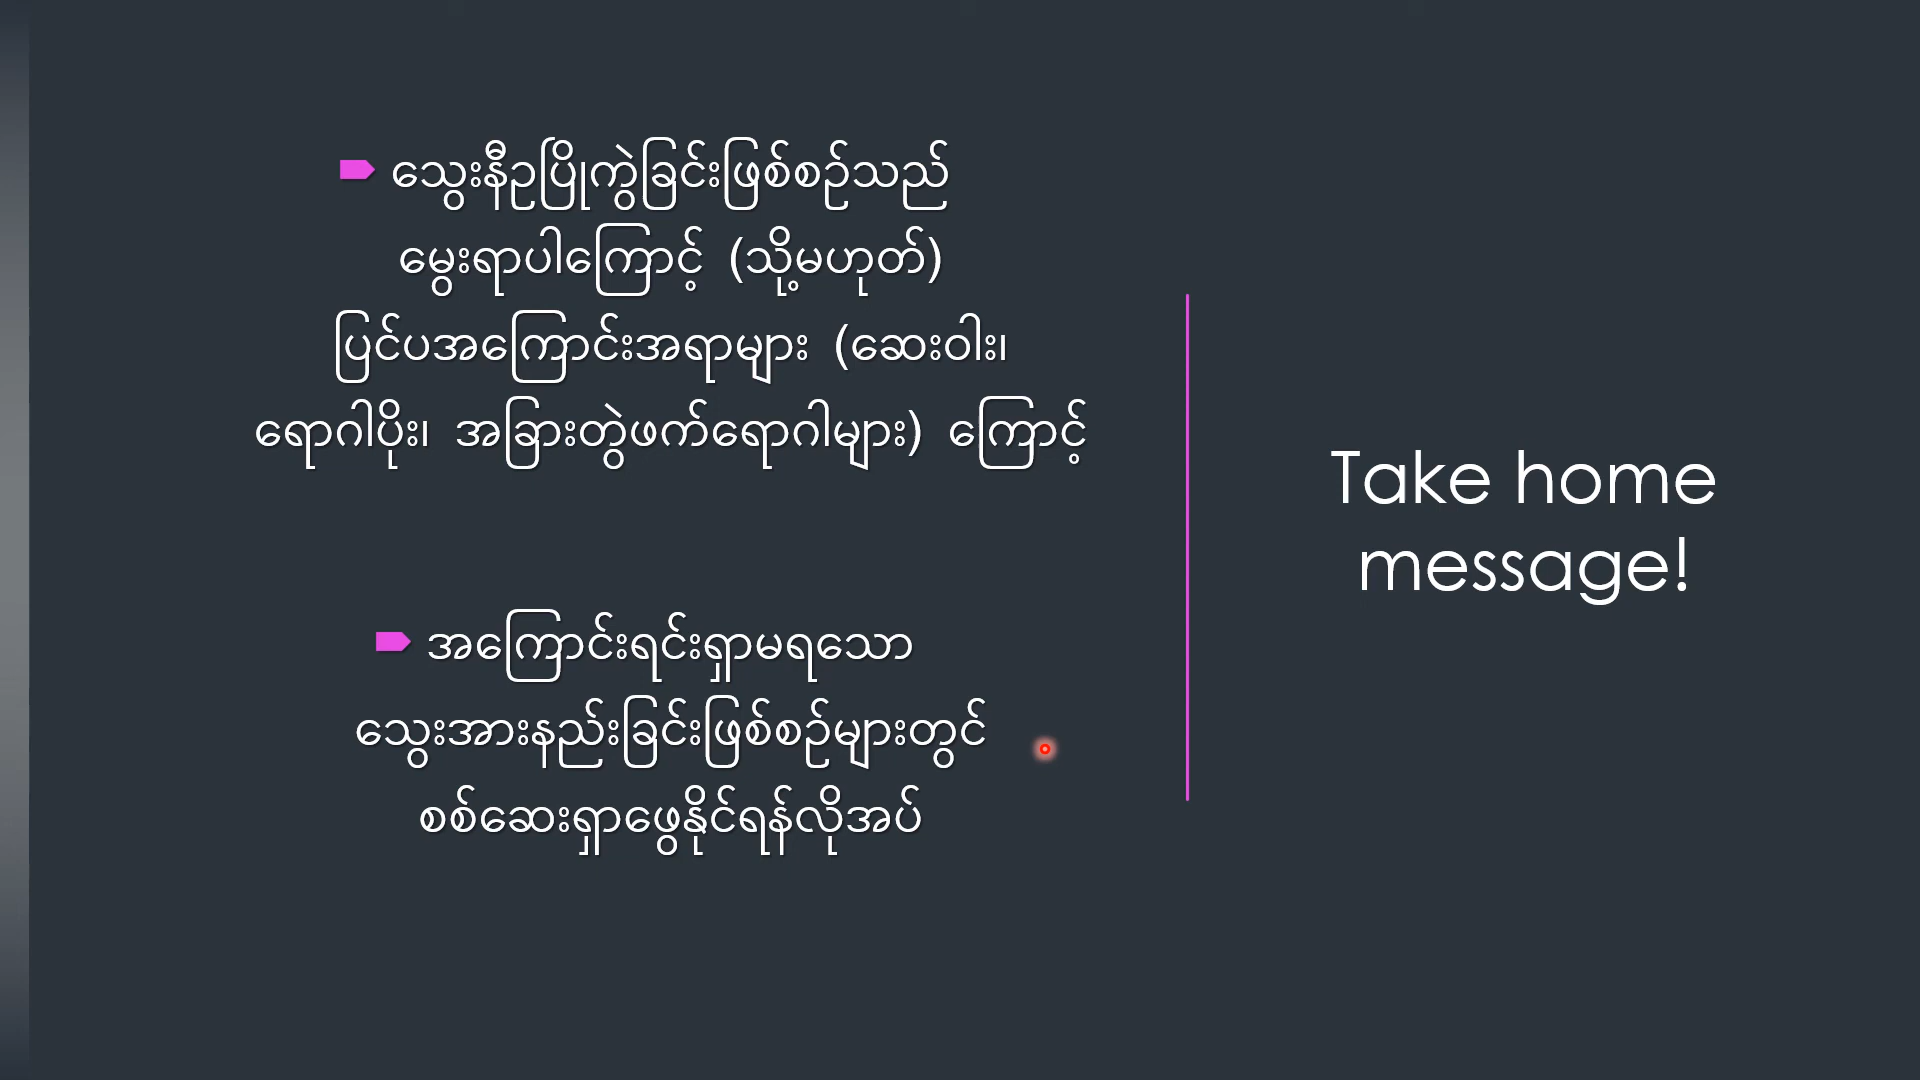 သွေးနီဥပြိုကွဲခြင်းဖြစ်စဉ်သည်
မွေးရာပါကြောင့် (သို့မဟုတ်)
ပြင်ပအကြောင်းအရာများ (ဆေးဝါး၊
ရောဂါပိုး၊ အခြားတွဲဖက်ရောဂါများ) ကြောင့်
အကြောင်းရင်းရှာမရသော
သွေးအားနည်းခြင်းဖြစ်စဉ်များတွင်
စစ်ဆေးရှာဖွေနိုင်ရန်လိုအပ်
Take home
message!